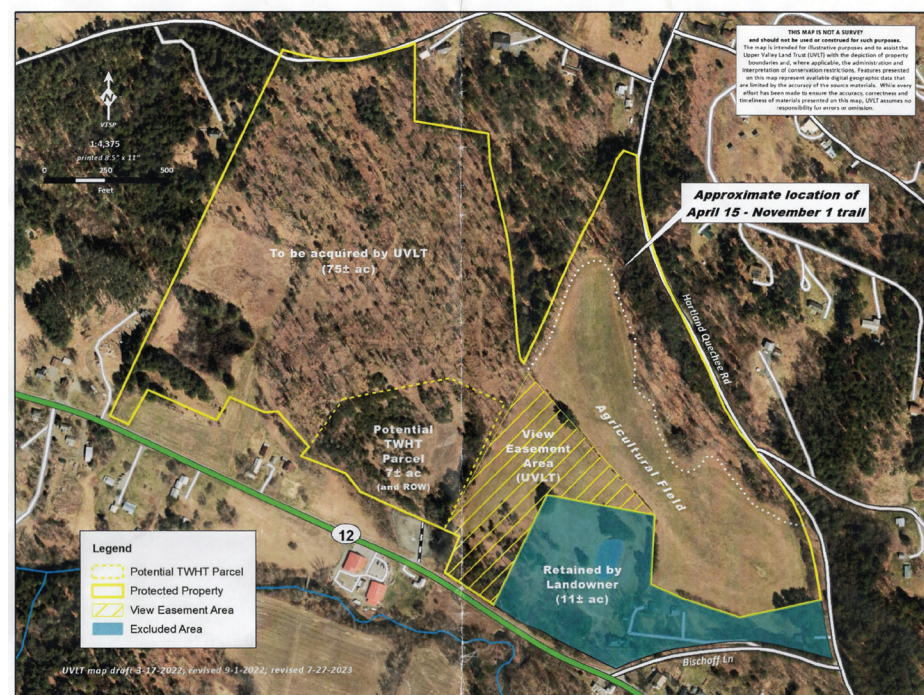 THIS MAP IS NOT A SURVEY
and should not be used or construed for such purposes.
The map is intended for illustrative purposes and to assist the
Upper Valley Land Trust (UVLT) with the depiction of property
boundaries and, where applicable, the administration and
interpretation of conservation restrictions. Features presented
on this map represent available digital geographic data that
are limited by the accuracy of the source materials. While every
effort has been made to ensure the accuracy, correctness and
timeliness of materials presented on this map, UVLT assumes no
responsibility for errors or omission.
N
VTSP
1:4,375
printed 8.5" x 11"
0 250 500
Feet
Approximate location of
April 15 - November 1 trail
To be acquired by UVLT
(75± ac)
Hartland Quechee Rd
Agricultural Field
Potential
TWHT
Parcel
7± ac
(and ROW)
View
Easement
Area
(UVLT)
12
Retained by
Landowner
(11± ac)
Bischoff Ln
Legend
Potential TWHT Parcel
Protected Property
View Easement Area
Excluded Area
UVLT map draft 3-17-2022; revised 9-1-2022; revised 7-27-2023